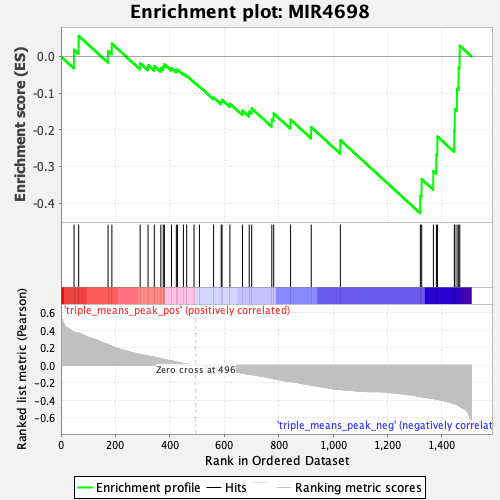 Enrichment plot: MIR4698
Enrichment score (ES)
0.0
-0.1
-0.2
-0.3
-0.4
'triple_means_peak_pos' (positively correlated)
Ranked list metric (Pearson)
0.6
0.4
0.2
0.0
-0.2
-0.4
-0.6
Zero cross at 496
'triple_means_peak_neg' (negatively correlat
0 200 400 600 800 1,000 1,200 1,400
Rank in Ordered Dataset
Enrichment profile Hits Ranking metric scores